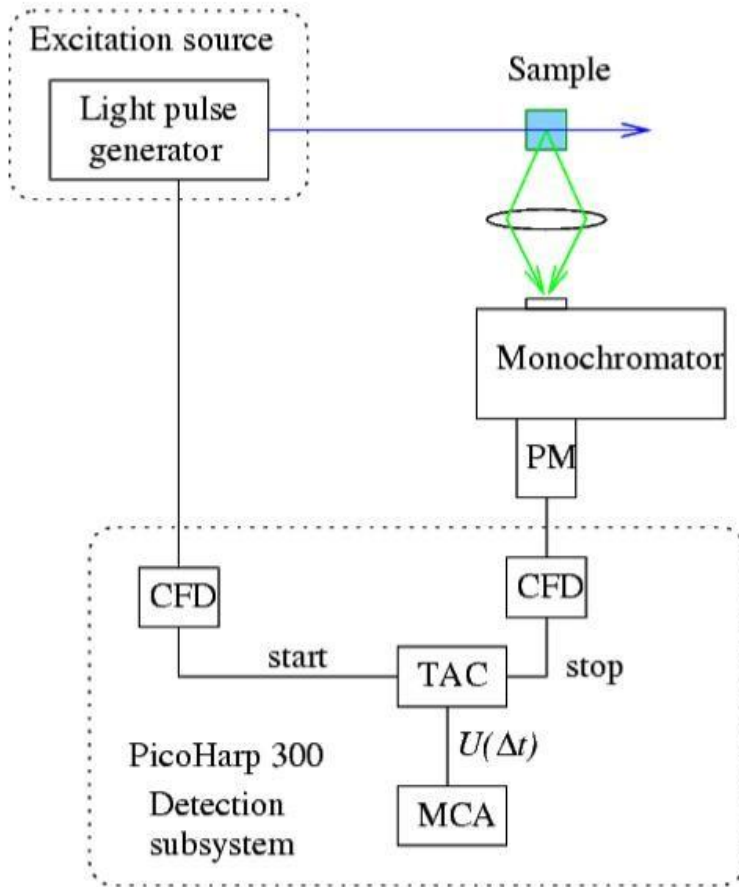 Excitation source
Light pulse
generator
Sample
Monochromator
PM
CFD
CFD
start
TAC
stop
U(Δt)
PicoHarp 300
Detection
subsystem
MCA